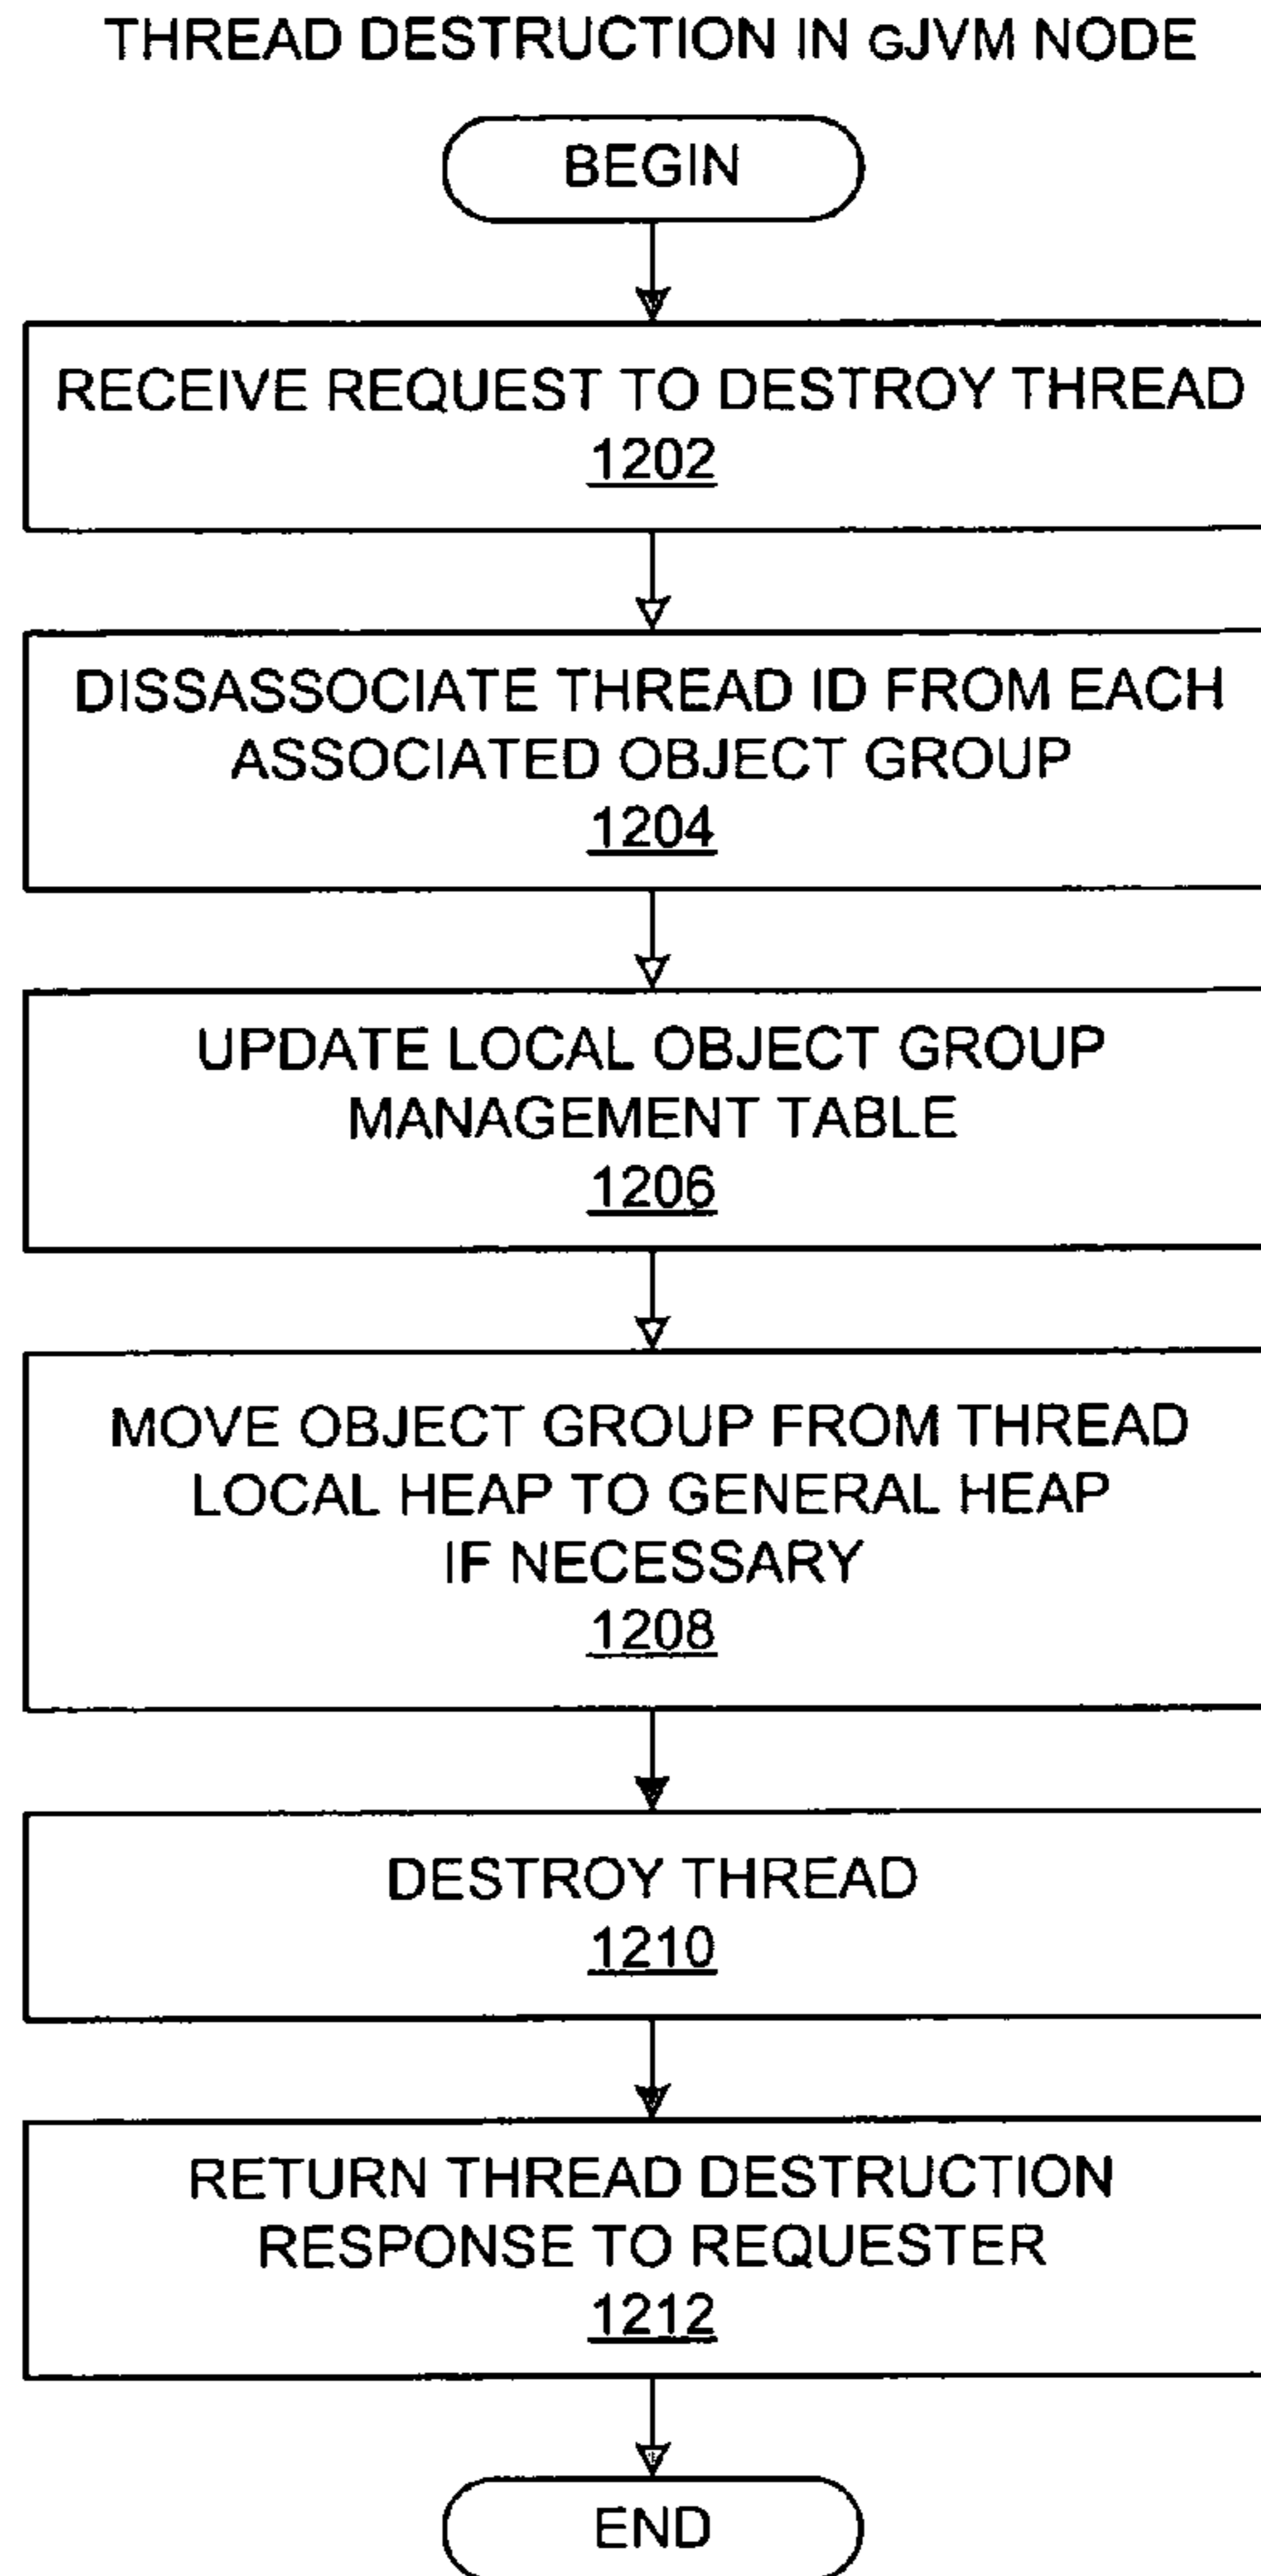 THREAD DESTRUCTION IN GJVM NODE
BEGIN
RECEIVE REQUEST TO DESTROY THREAD
1202
DISSASSOCIATE THREAD ID FROM EACH
ASSOCIATED OBJECT GROUP
1204
UPDATE LOCAL OBJECT GROUP
MANAGEMENT TABLE
1206
MOVE OBJECT GROUP FROM THREAD
LOCAL HEAP TO GENERAL HEAP
IF NECESSARY
1208
DESTROY THREAD
1210
RETURN THREAD DESTRUCTION
RESPONSE TO REQUESTER
1212
END